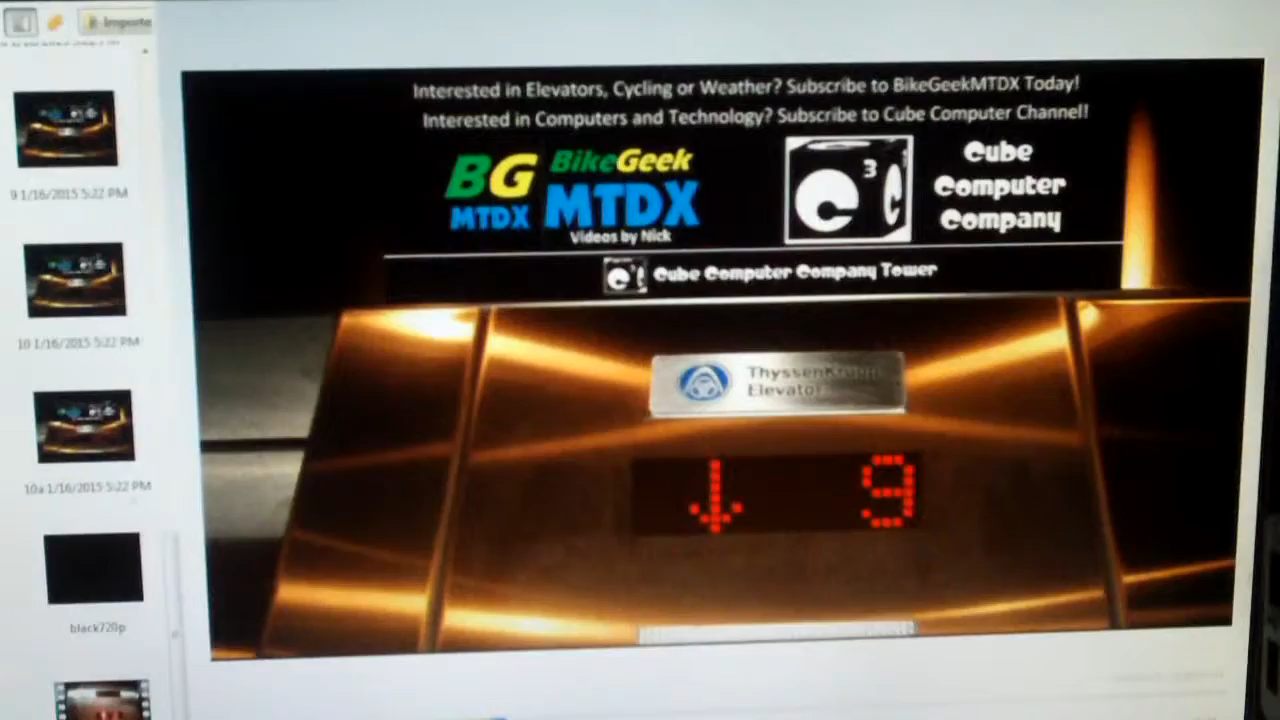 Importe
9 1/16/2015 5:22 PM
10 1/16/2015 5:22 PM
10a 1/16/2015 5:22 PM
black720p
Interested in Elevators, Cycling or Weather? Subscribe to BikeGeekMTDX Today!
Interested in Computers and Technology? Subscribe to Cube Computer Channel!
BG
MTDX
BikeGeek
MTDX
Videos by Nick
C 3 C
Cube
Computer
Company
Cube Computer Company Tower
ThyssenKrupp
Elevator
↓ 9